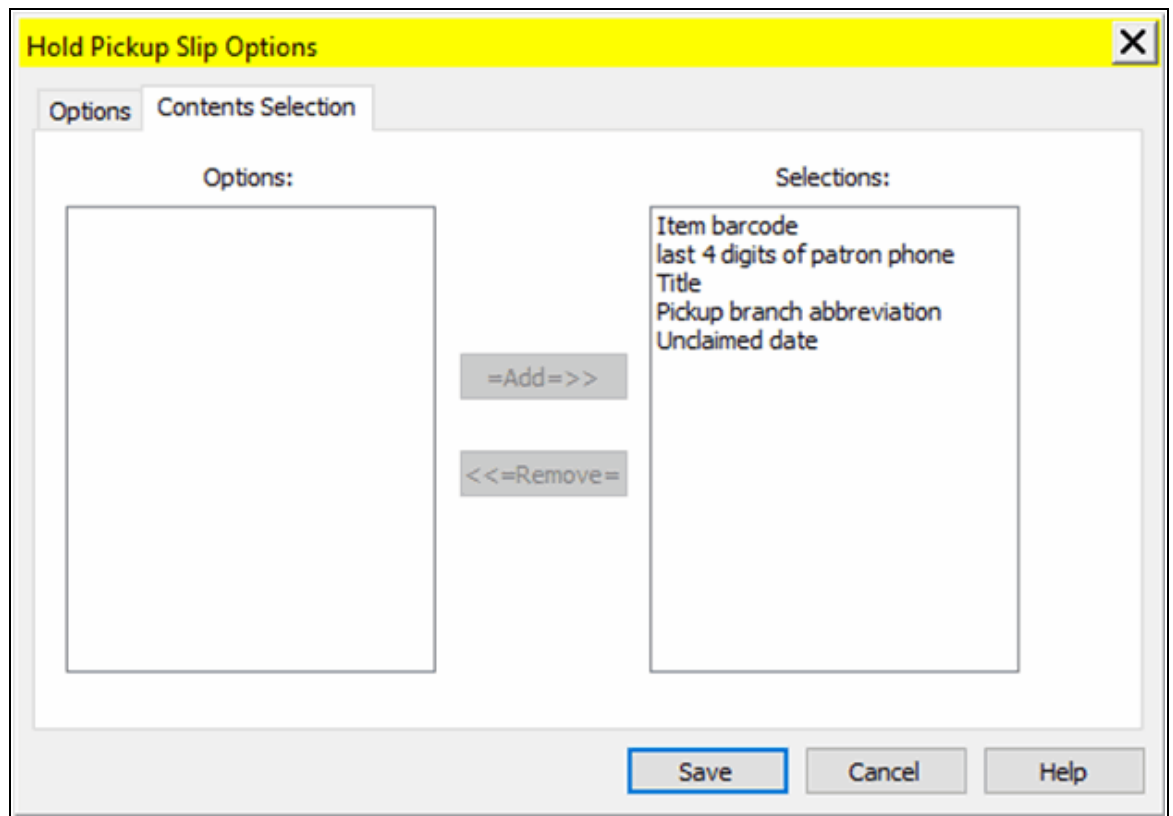 Hold Pickup Slip Options
Options
Contents Selection
Options:
Selections:
Item barcode
last 4 digits of patron phone
Title
Pickup branch abbreviation
Unclaimed date
=Add=>>
<<=Remove=
Save
Cancel
Help